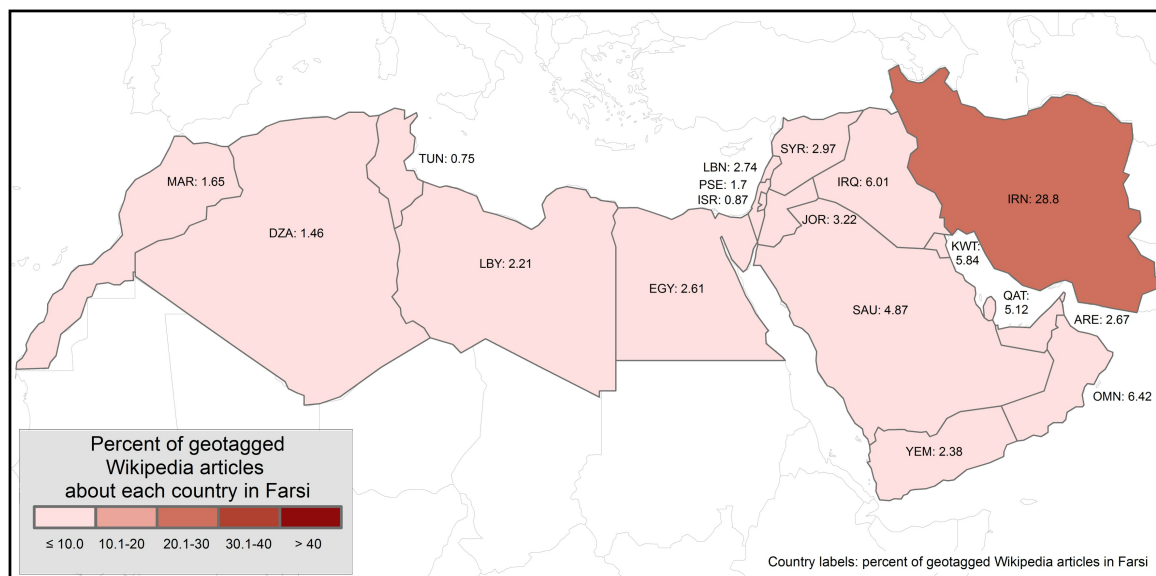 TUN: 0.75
MAR: 1.65
DZA: 1.46
LBY: 2.21
EGY: 2.61
LBN: 2.74
PSE: 1.7
ISR: 0.87
SYR: 2.97
IRQ: 6.01
JOR: 3.22
IRN: 28.8
KWT:
5.84
QAT:
5.12
SAU: 4.87
ARE: 2.67
OMN: 6.42
YEM: 2.38
Percent of geotagged
Wikipedia articles
about each country in Farsi
≤ 10.0 10.1-20 20.1-30 30.1-40 > 40
Country labels: percent of geotagged Wikipedia articles in Farsi